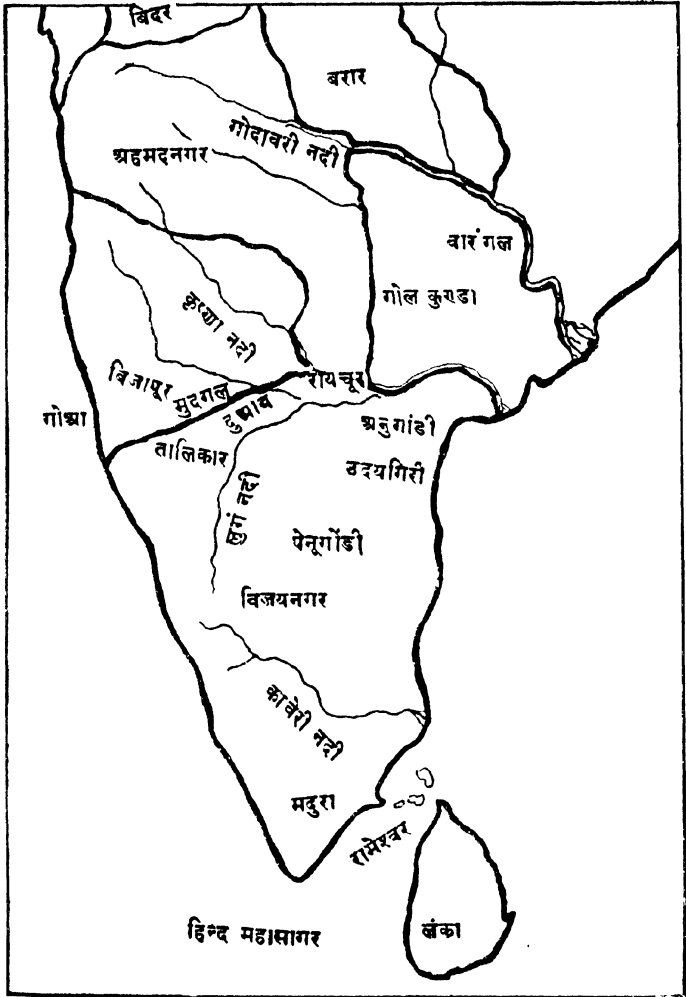 बिदर
बरार
गोदावरी नदी
अहमदनगर
वारंगल
गोल कुण्डा
कृष्णा नदी
रायचूर
बिजापूर
मुदगल
दुआब
गोआ
अनुगांडी
तालिकार
उदयगिरी
तुगं नदी
पेनूगोंडी
विजयनगर
कावेरी नदी
मदुरा
रामेश्वर
हिन्द महासागर
लंका